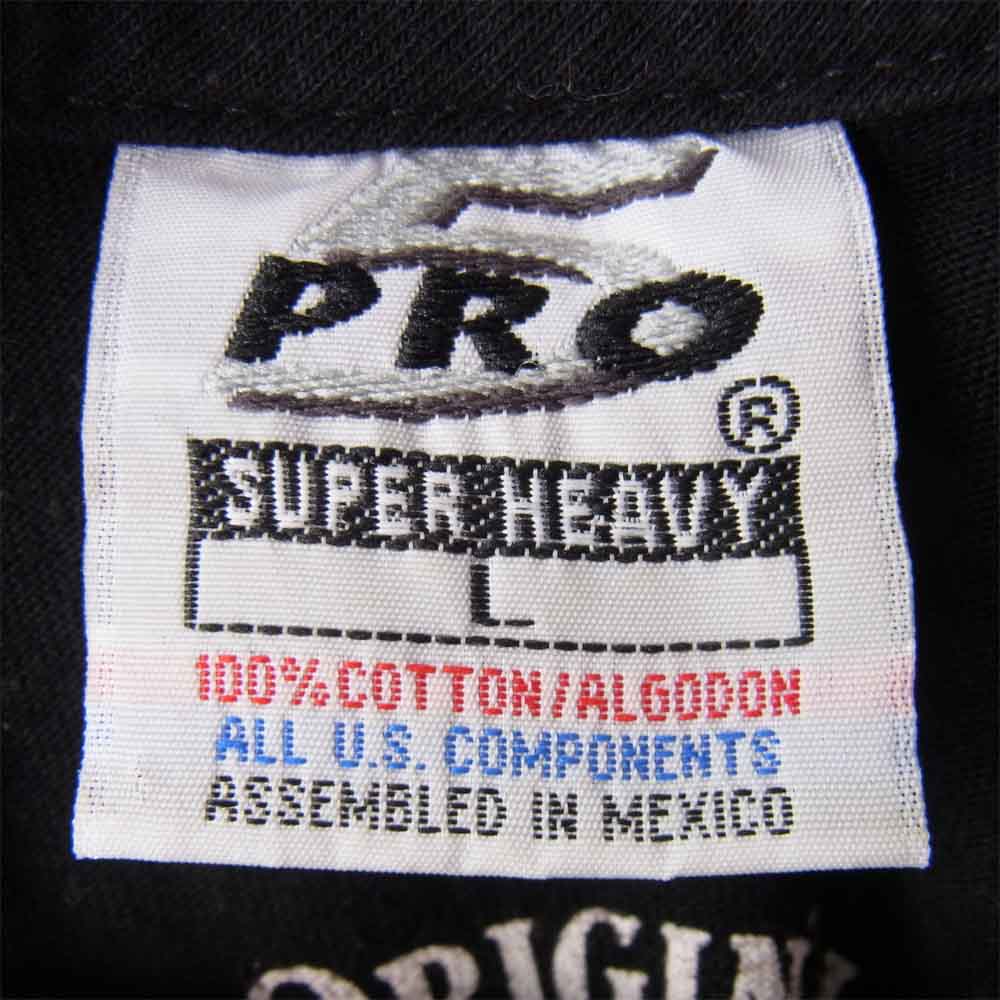 PRO
®
SUPER HEAVY
L
100% COTTON/ALGODON
ALL U.S. COMPONENTS
ASSEMBLED IN MEXICO